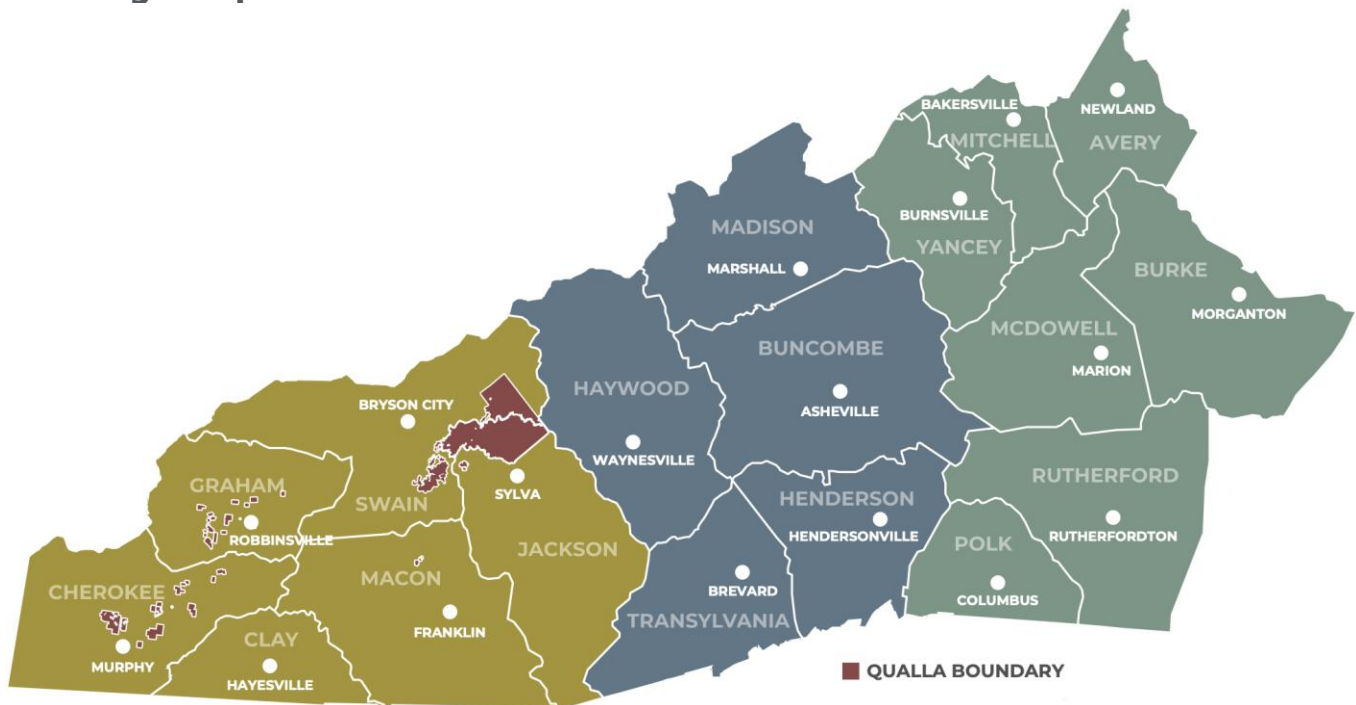 BAKERSVILLE
NEWLAND
MITCHELL
AVERY
BURNSVILLE
YANCEY
MADISON
MARSHALL
BURKE
MORGANTON
MCDOWELL
MARION
BUNCOMBE
ASHEVILLE
HAYWOOD
WAYNESVILLE
BRYSON CITY
SYLVA
SWAIN
GRAHAM
ROBBINSVILLE
JACKSON
HENDERSON
HENDERSONVILLE
RUTHERFORD
RUTHERFORDTON
POLK
COLUMBUS
BREVARD
TRANSYLVANIA
MACON
FRANKLIN
CHEROKEE
MURPHY
CLAY
HAYESVILLE
QUALLA BOUNDARY